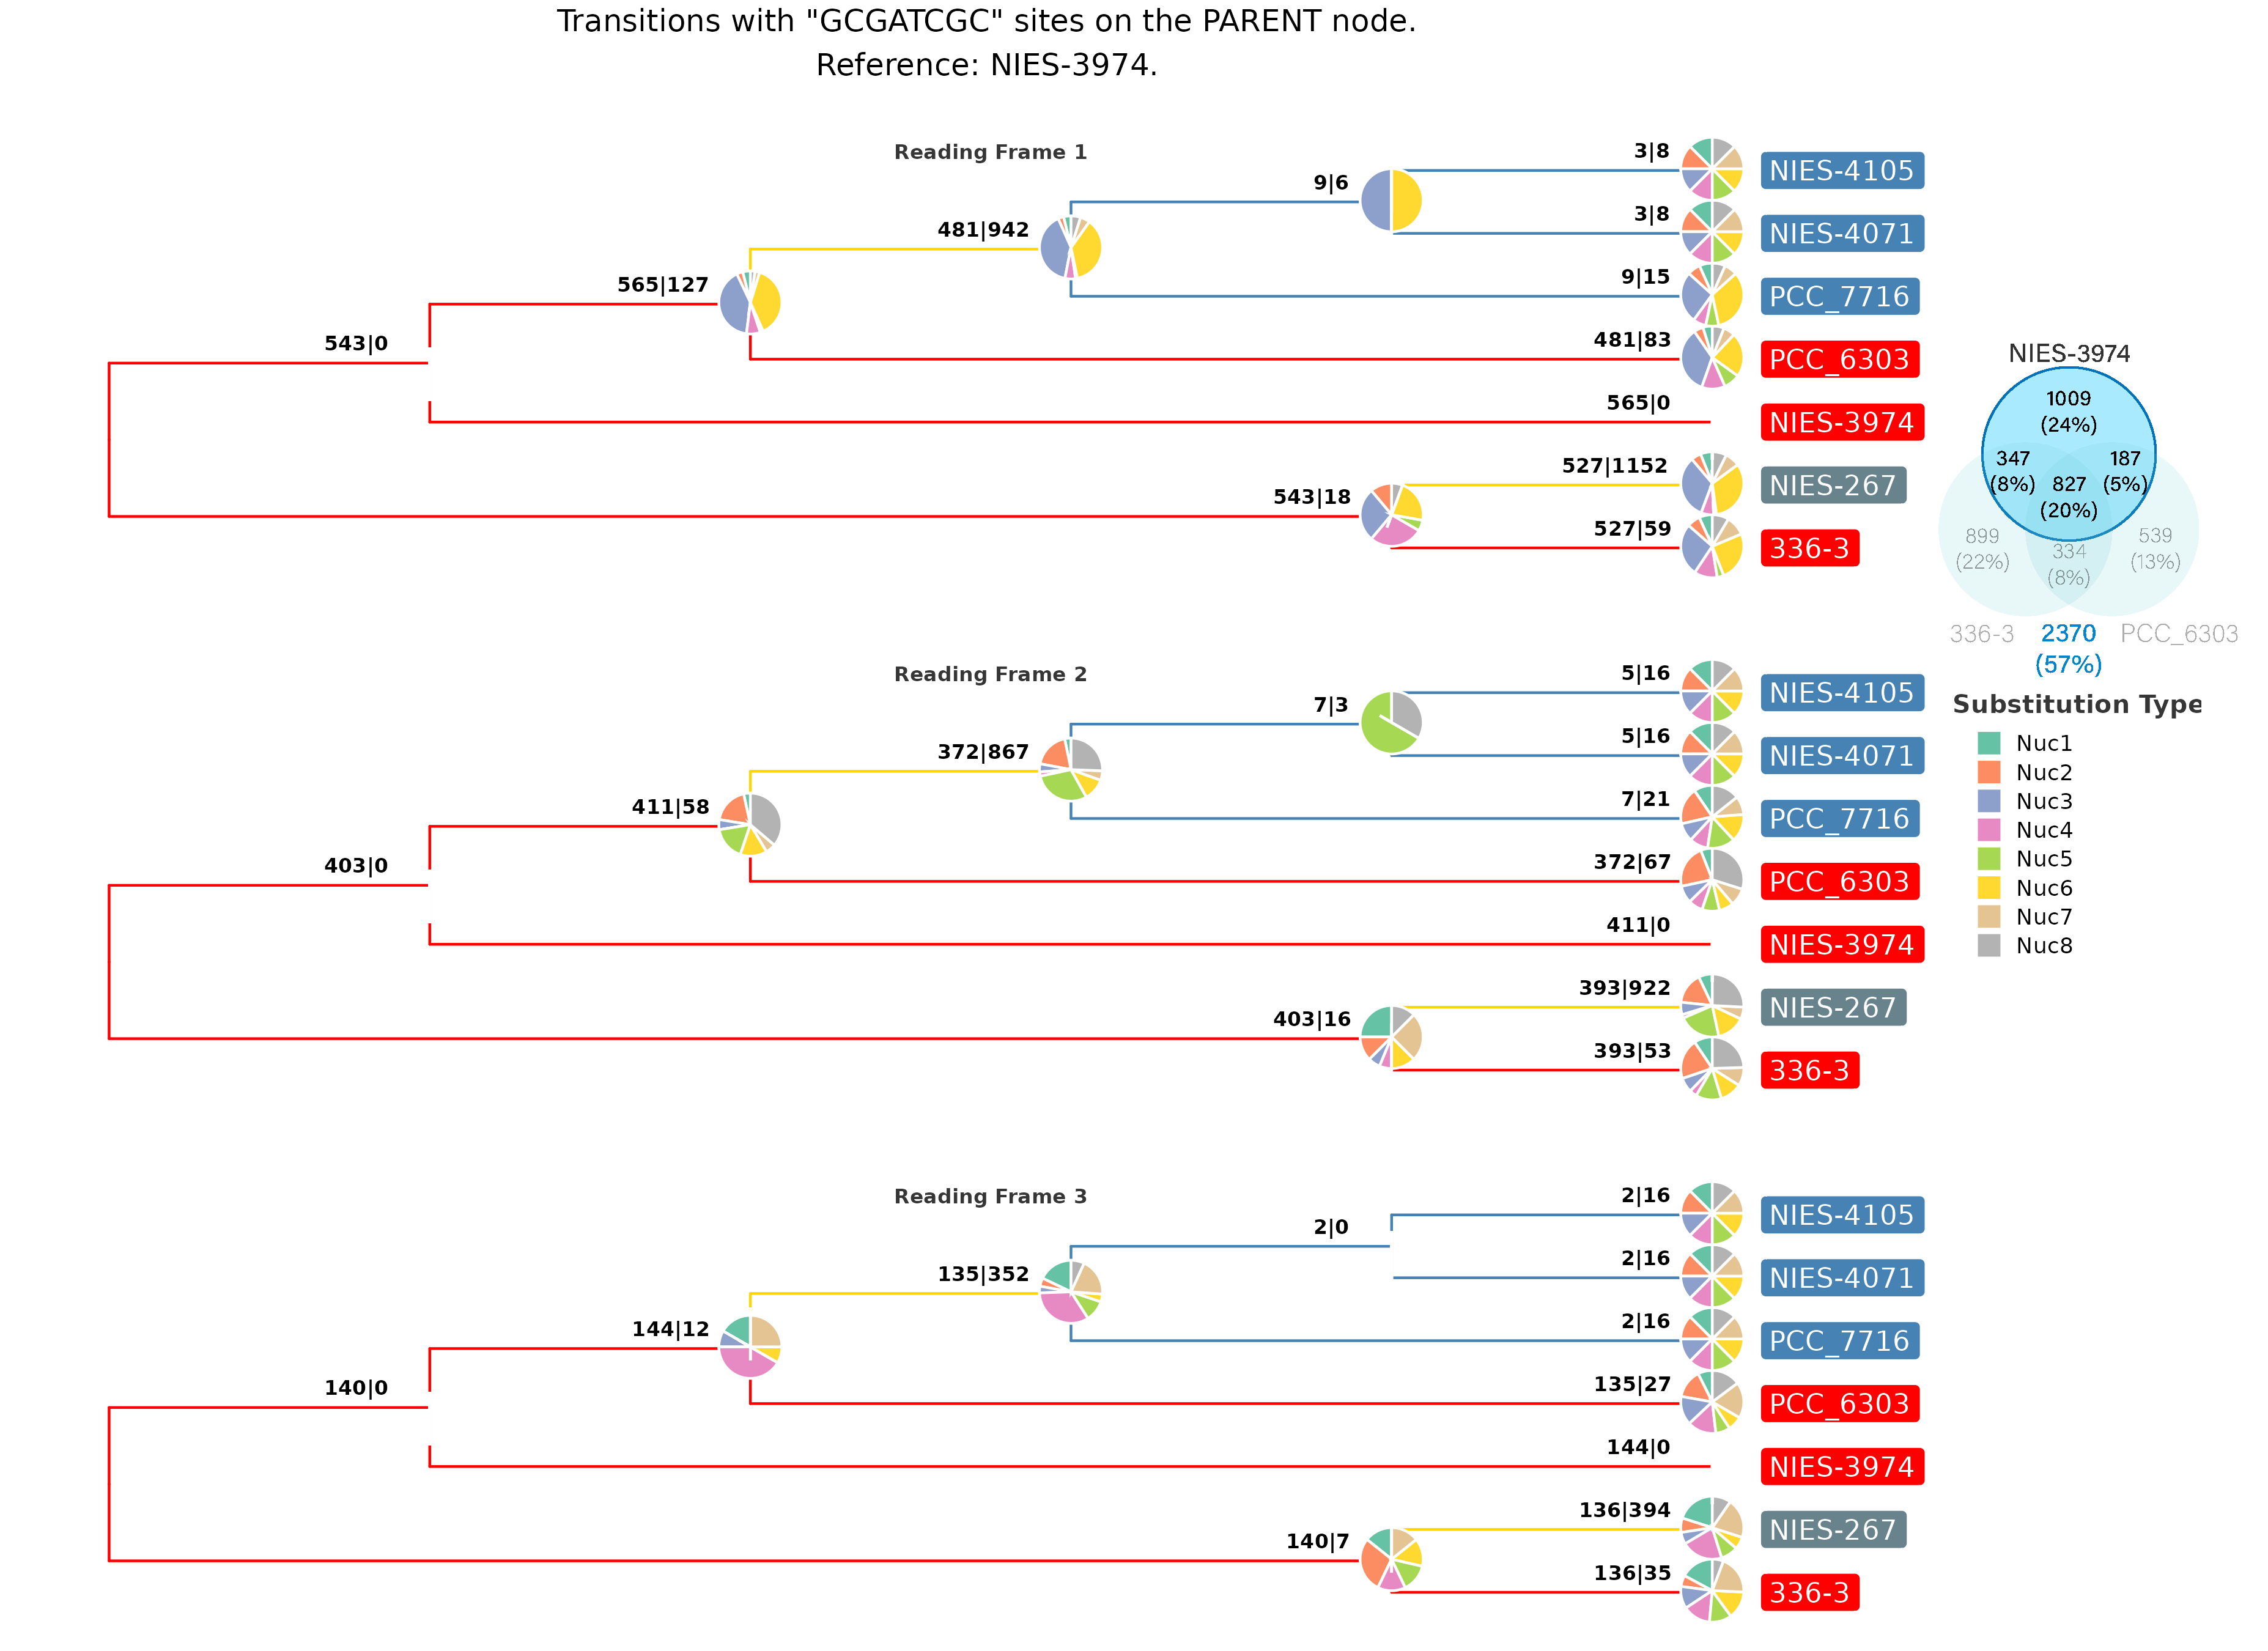 Transitions with "GCGATCGC" sites on the PARENT node.
Reference: NIES-3974.
Reading Frame 1
3|8
NIES-4105
9|6
3|8
NIES-4071
481|942
9|15
PCC_7716
565|127
481|83
PCC_6303
543|0
565|0
NIES-3974
527|1152
NIES-267
543|18
527|59
336-3
NIES-3974
1009
(24%)
347
(8%)
187
(5%)
827
(20%)
899
(22%)
539
(13%)
334
(8%)
336-3
2370
(57%)
PCC_6303
Substitution Type
Nuc1
Nuc2
Nuc3
Nuc4
Nuc5
Nuc6
Nuc7
Nuc8
Reading Frame 2
5|16
NIES-4105
7|3
5|16
NIES-4071
372|867
7|21
PCC_7716
411|58
372|67
PCC_6303
403|0
411|0
NIES-3974
393|922
NIES-267
403|16
393|53
336-3
Reading Frame 3
2|16
NIES-4105
2|0
2|16
NIES-4071
135|352
2|16
PCC_7716
144|12
135|27
PCC_6303
140|0
144|0
NIES-3974
136|394
NIES-267
140|7
136|35
336-3